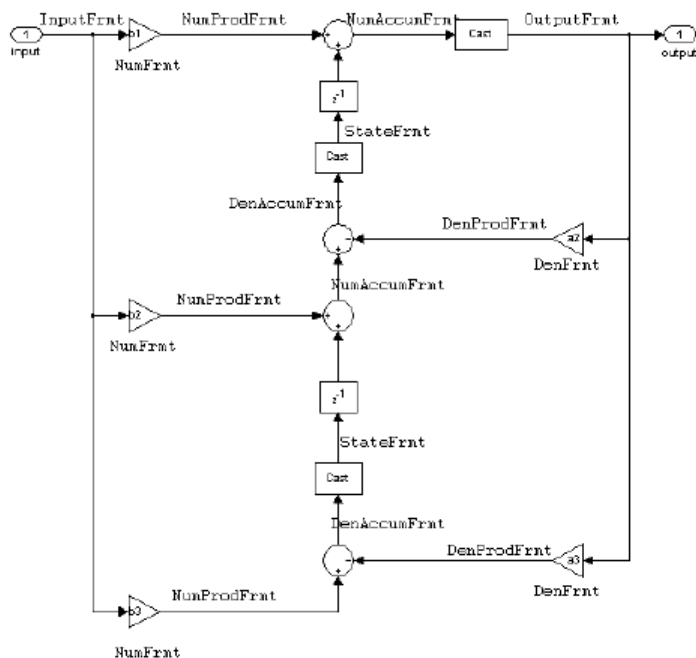 InputFrmt
NumProdFrmt
NumAccumFrmt
OutputFrmt
1
b1
+
+
Cast
1
input
output
NumFrmt
z-1
StateFrmt
Cast
DenAccumFrmt
DenProdFrmt
-
+
a2
NumAccumFrmt
DenFrmt
NumProdFrmt
b2
+
+
NumFrmt
z-1
StateFrmt
Cast
DenAccumFrmt
DenProdFrmt
-
+
a3
NumProdFrmt
DenFrmt
b3
NumFrmt